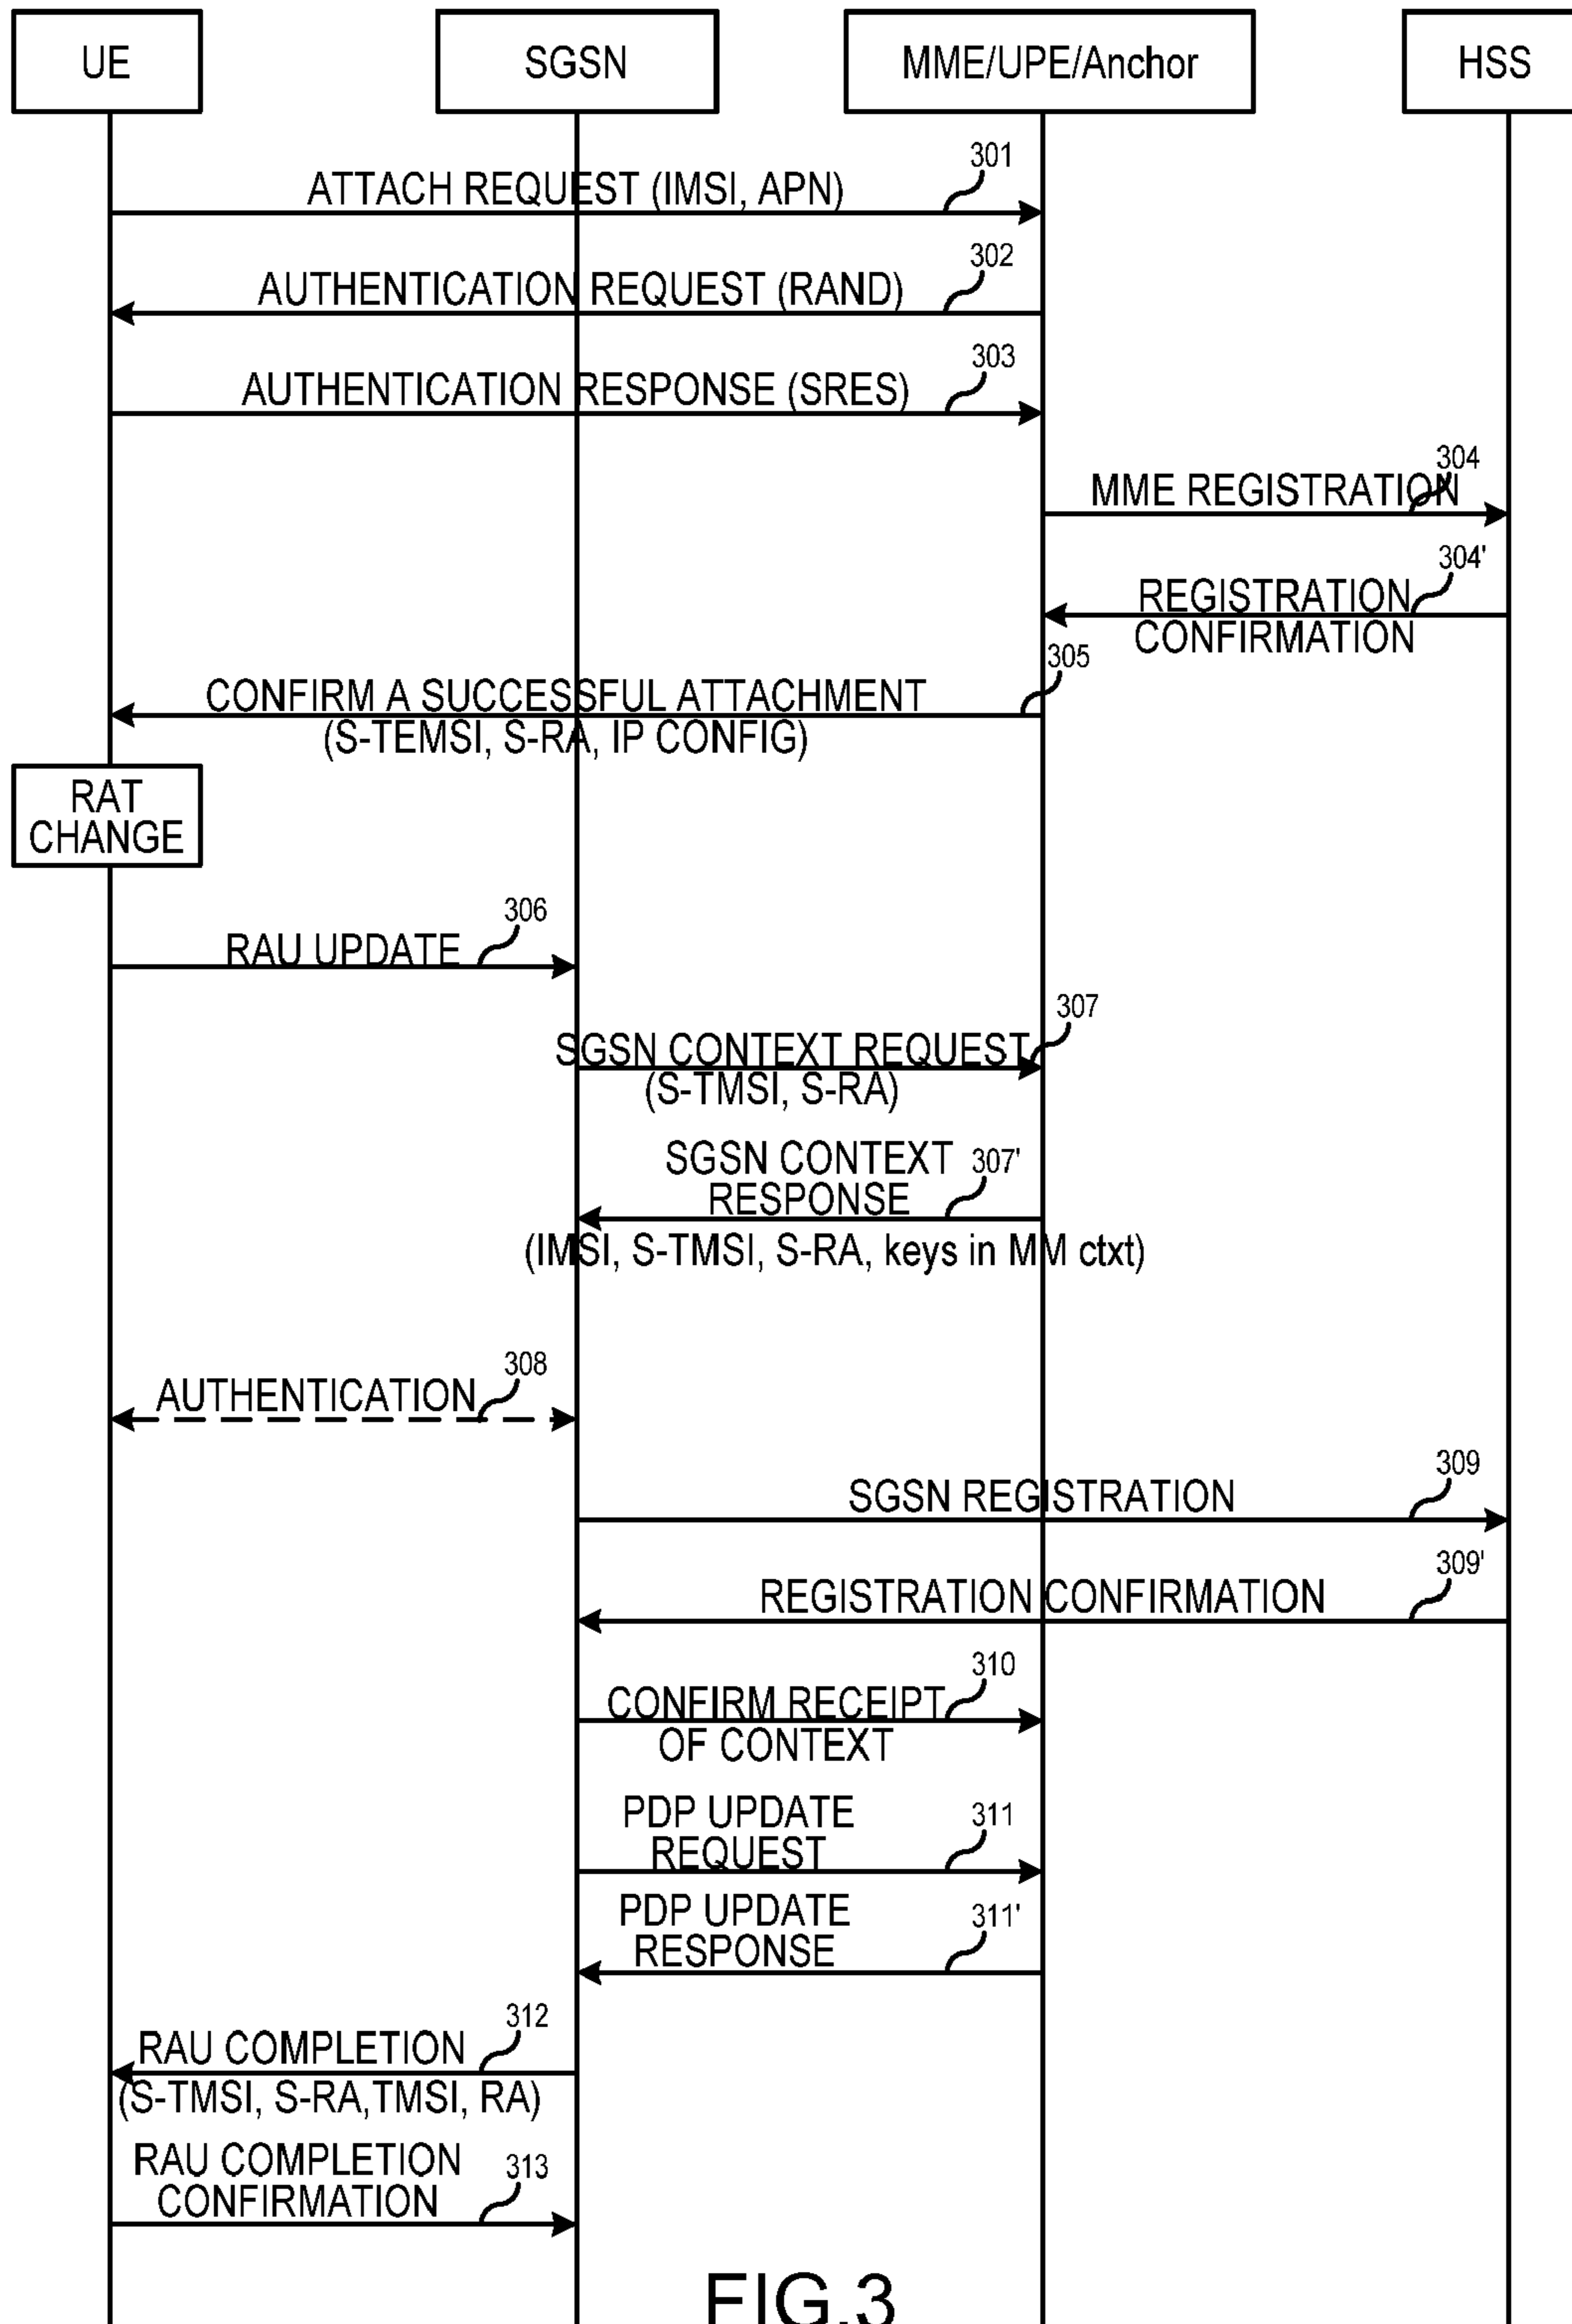 UE
SGSN
MME/UPE/Anchor
HSS
301
ATTACH REQUEST (IMSI, APN)
302
AUTHENTICATION REQUEST (RAND)
303
AUTHENTICATION RESPONSE (SRES)
304
MME REGISTRATION
304'
REGISTRATION
CONFIRMATION
305
CONFIRM A SUCCESSFUL ATTACHMENT
(S-TEMSI, S-RA, IP CONFIG)
RAT
CHANGE
306
RAU UPDATE
307
SGSN CONTEXT REQUEST
(S-TMSI, S-RA)
SGSN CONTEXT
307'
RESPONSE
(IMSI, S-TMSI, S-RA, keys in MM ctxt)
308
AUTHENTICATION
309
SGSN REGISTRATION
309'
REGISTRATION CONFIRMATION
310
CONFIRM RECEIPT
OF CONTEXT
PDP UPDATE
311
REQUEST
PDP UPDATE
311'
RESPONSE
312
RAU COMPLETION
(S-TMSI, S-RA,TMSI, RA)
RAU COMPLETION
313
CONFIRMATION
FIG.3